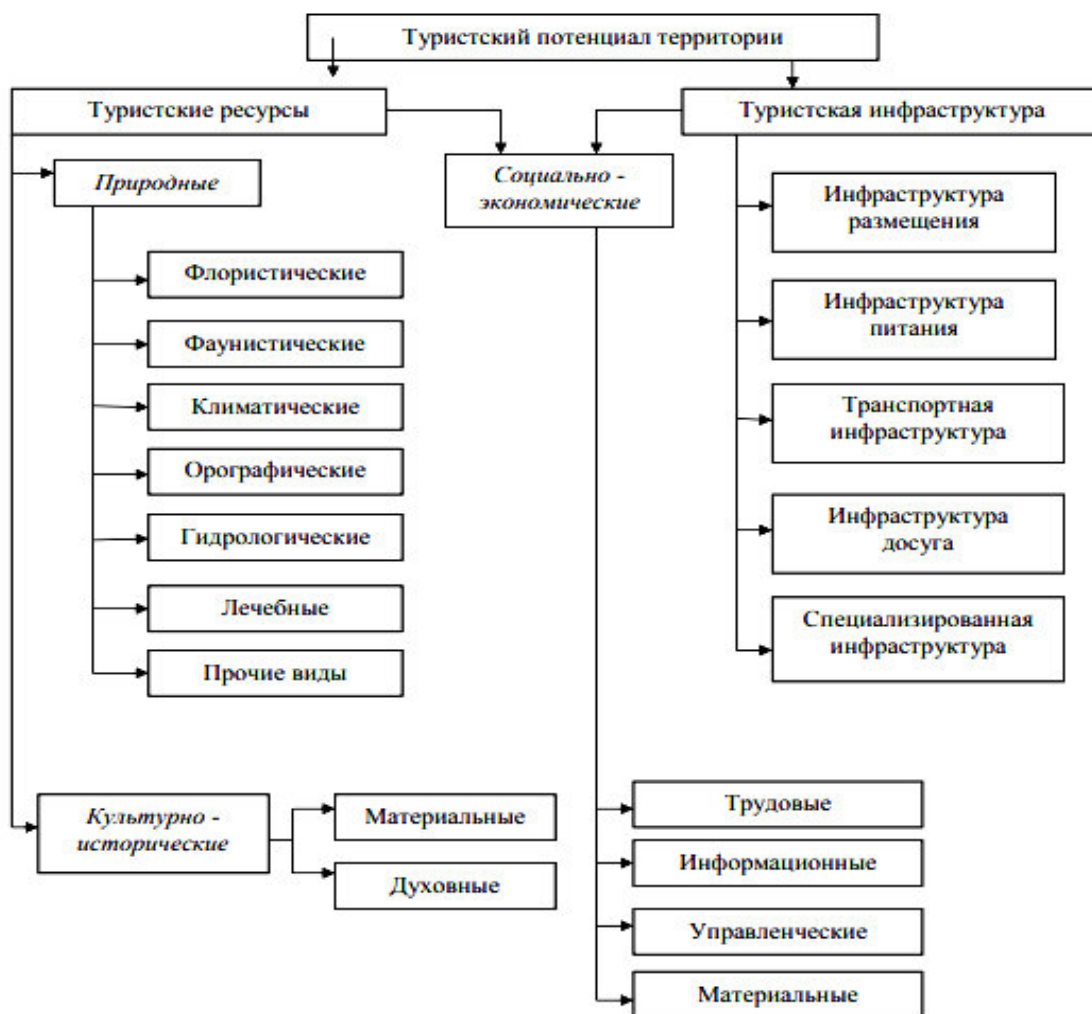 Туристский потенциал территории
Туристские ресурсы
Туристская инфраструктура
Природные
Социально -
экономические
Инфраструктура
размещения
Флористические
Инфраструктура
питания
Фаунистические
Климатические
Транспортная
инфраструктура
Орографические
Гидрологические
Инфраструктура
досуга
Лечебные
Специализированная
инфраструктура
Прочие виды
Культурно -
исторические
Материальные
Духовные
Трудовые
Информационные
Управленческие
Материальные